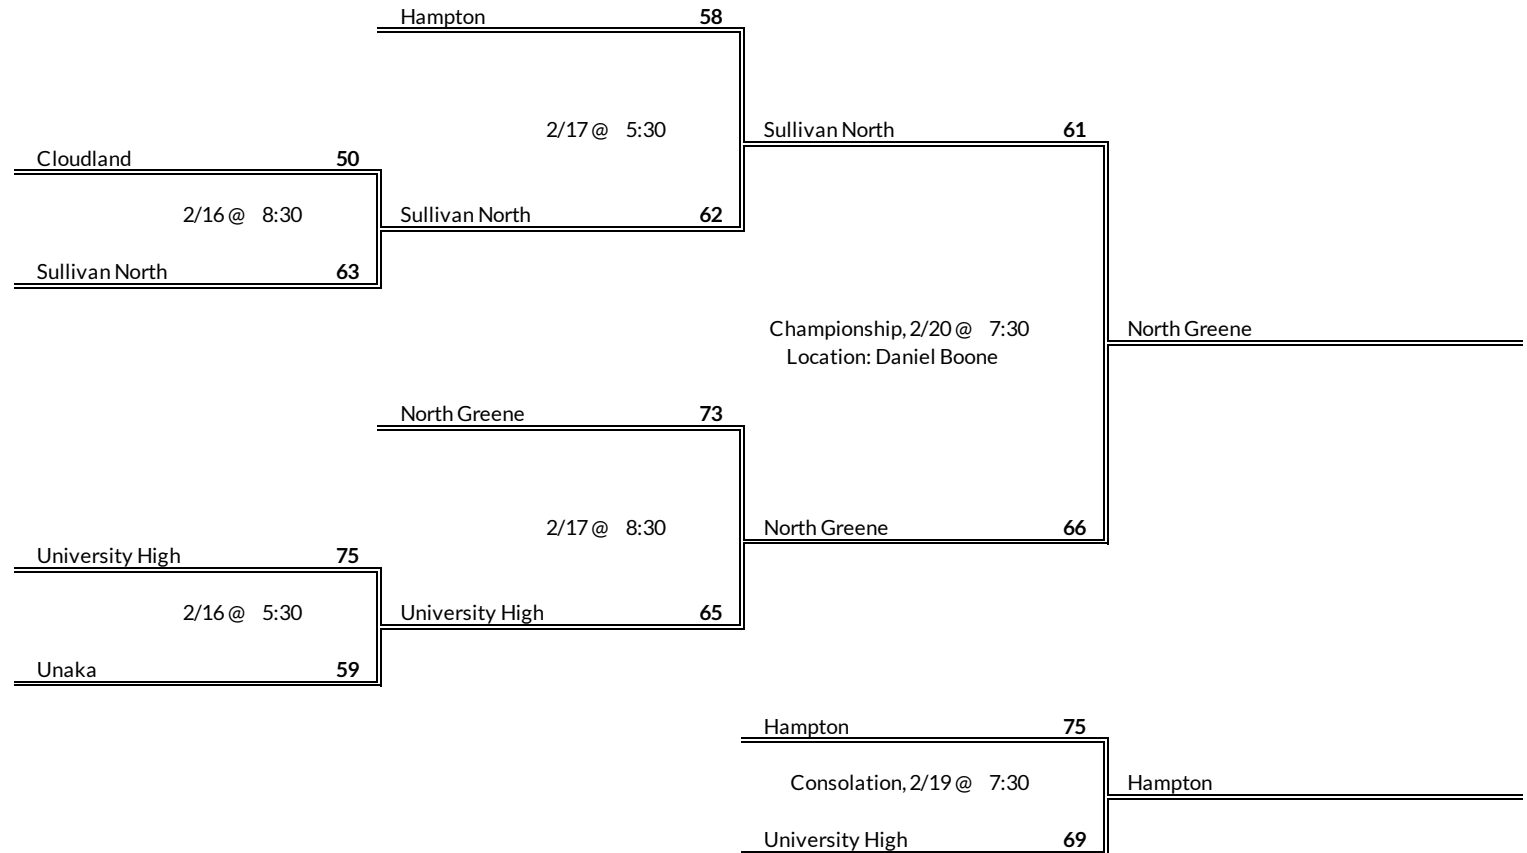 Hampton 58
2/17 @ 5:30
Sullivan North 61
Cloudland 50
2/16 @ 8:30
Sullivan North 62
Sullivan North 63
Championship, 2/20 @ 7:30
North Greene
Location: Daniel Boone
North Greene 73
2/17 @ 8:30
North Greene 66
University High 75
2/16 @ 5:30
University High 65
Unaka 59
Hampton 75
Consolation, 2/19 @ 7:30
Hampton
University High 69